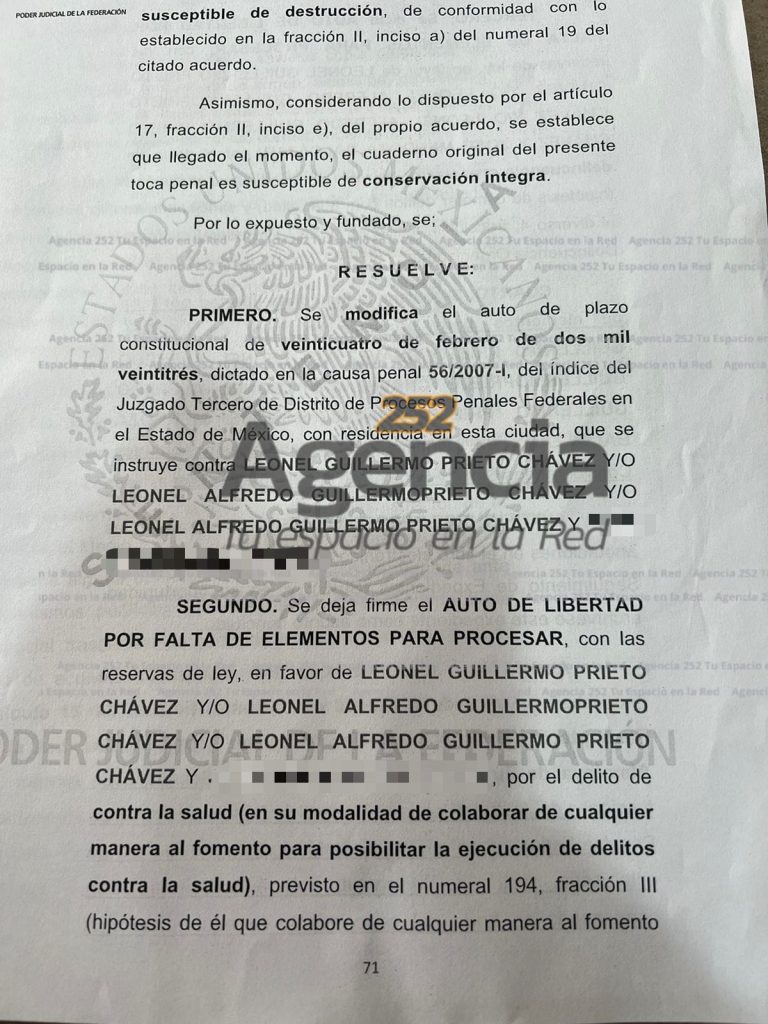 PODER JUDICIAL DE LA FEDERACIÓN
susceptible de destrucción, de conformidad con lo
establecido en la fracción II, inciso a) del numeral 19 del
citado acuerdo.
Asimismo, considerando lo dispuesto por el artículo
17, fracción II, inciso e), del propio acuerdo, se establece
que llegado el momento, el cuaderno original del presente
toca penal es susceptible de conservación íntegra.
Por lo expuesto y fundado, se;
R E S U E L V E:
PRIMERO. Se modifica el auto de plazo
constitucional de veinticuatro de febrero de dos mil
veintitrés, dictado en la causa penal 56/2007-I, del índice del
Juzgado Tercero de Distrito de Procesos Penales Federales en
el Estado de México, con residencia en esta ciudad, que se
instruye contra LEONEL GUILLERMO PRIETO CHÁVEZ Y/O
LEONEL ALFREDO GUILLERMOPRIETO CHÁVEZ Y/O
LEONEL ALFREDO GUILLERMO PRIETO CHÁVEZ Y
252
Agencia
Tu espacio en la Red
SEGUNDO. Se deja firme el AUTO DE LIBERTAD
POR FALTA DE ELEMENTOS PARA PROCESAR, con las
reservas de ley, en favor de LEONEL GUILLERMO PRIETO
CHÁVEZ Y/O LEONEL ALFREDO GUILLERMOPRIETO
CHÁVEZ Y/O LEONEL ALFREDO GUILLERMO PRIETO
CHÁVEZ Y , por el delito de
contra la salud (en su modalidad de colaborar de cualquier
manera al fomento para posibilitar la ejecución de delitos
contra la salud), previsto en el numeral 194, fracción III
(hipótesis de él que colabore de cualquier manera al fomento
71